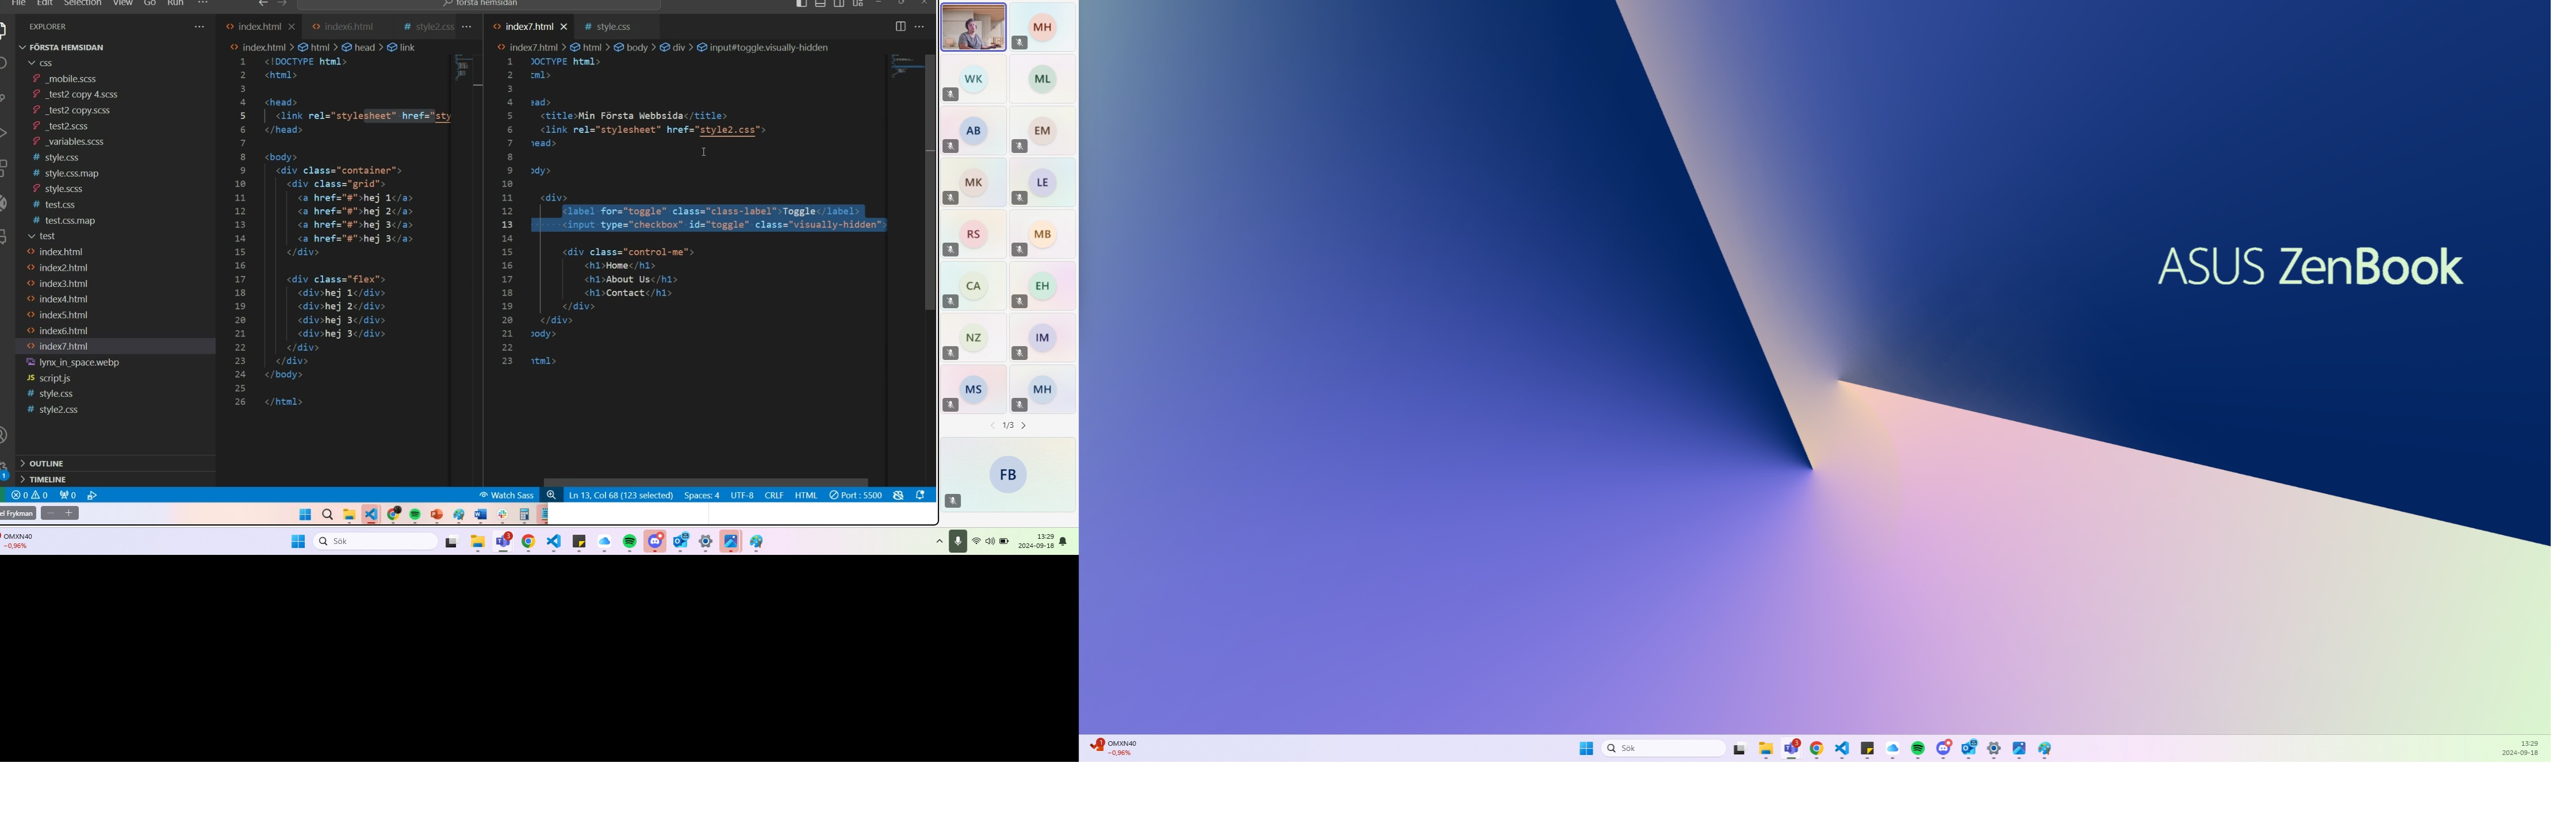 File Edit Selection View Go Run ··· första hemsidan
EXPLORER ···
FÖRSTA HEMSIDAN
css
_mobile.scss
_test2 copy 4.scss
_test2 copy.scss
_test2.scss
_variables.scss
style.css
style.css.map
style.scss
test.css
test.css.map
test
index.html
index2.html
index3.html
index4.html
index5.html
index6.html
index7.html
lynx_in_space.webp
JS script.js
style.css
style2.css
OUTLINE
TIMELINE
index.html index6.html style2.css ···
index.html > html > head > link
1 <!DOCTYPE html>
2 <html>
3
4 <head>
5 <link rel="stylesheet" href="sty
6 </head>
7
8 <body>
9 <div class="container">
10 <div class="grid">
11 <a href="#">hej 1</a>
12 <a href="#">hej 2</a>
13 <a href="#">hej 3</a>
14 <a href="#">hej 3</a>
15 </div>
16
17 <div class="flex">
18 <div>hej 1</div>
19 <div>hej 2</div>
20 <div>hej 3</div>
21 <div>hej 3</div>
22 </div>
23 </div>
24 </body>
25
26 </html>
index7.html style.css ···
index7.html > html > body > div > input#toggle.visually-hidden
1 OCTYPE html>
2 tml>
3
4 ead>
5 <title>Min Första Webbsida</title>
6 <link rel="stylesheet" href="style2.css">
7 head>
8
9 ody>
10
11 <div>
12 <label for="toggle" class="class-label">Toggle</label>
13 <input type="checkbox" id="toggle" class="visually-hidden">
14
15 <div class="control-me">
16 <h1>Home</h1>
17 <h1>About Us</h1>
18 <h1>Contact</h1>
19 </div>
20 </div>
21 body>
22
23 html>
0 0 0 Watch Sass Ln 13, Col 68 (123 selected) Spaces: 4 UTF-8 CRLF HTML Port : 5500
el Frykman
MH
WK ML
AB EM
MK LE
RS MB
CA EH
NZ IM
MS MH
1/3
FB
OMXN40
-0,96%
Sök
13:29
2024-09-18
ASUS ZenBook
1 OMXN40
-0,96%
Sök
13:29
2024-09-18